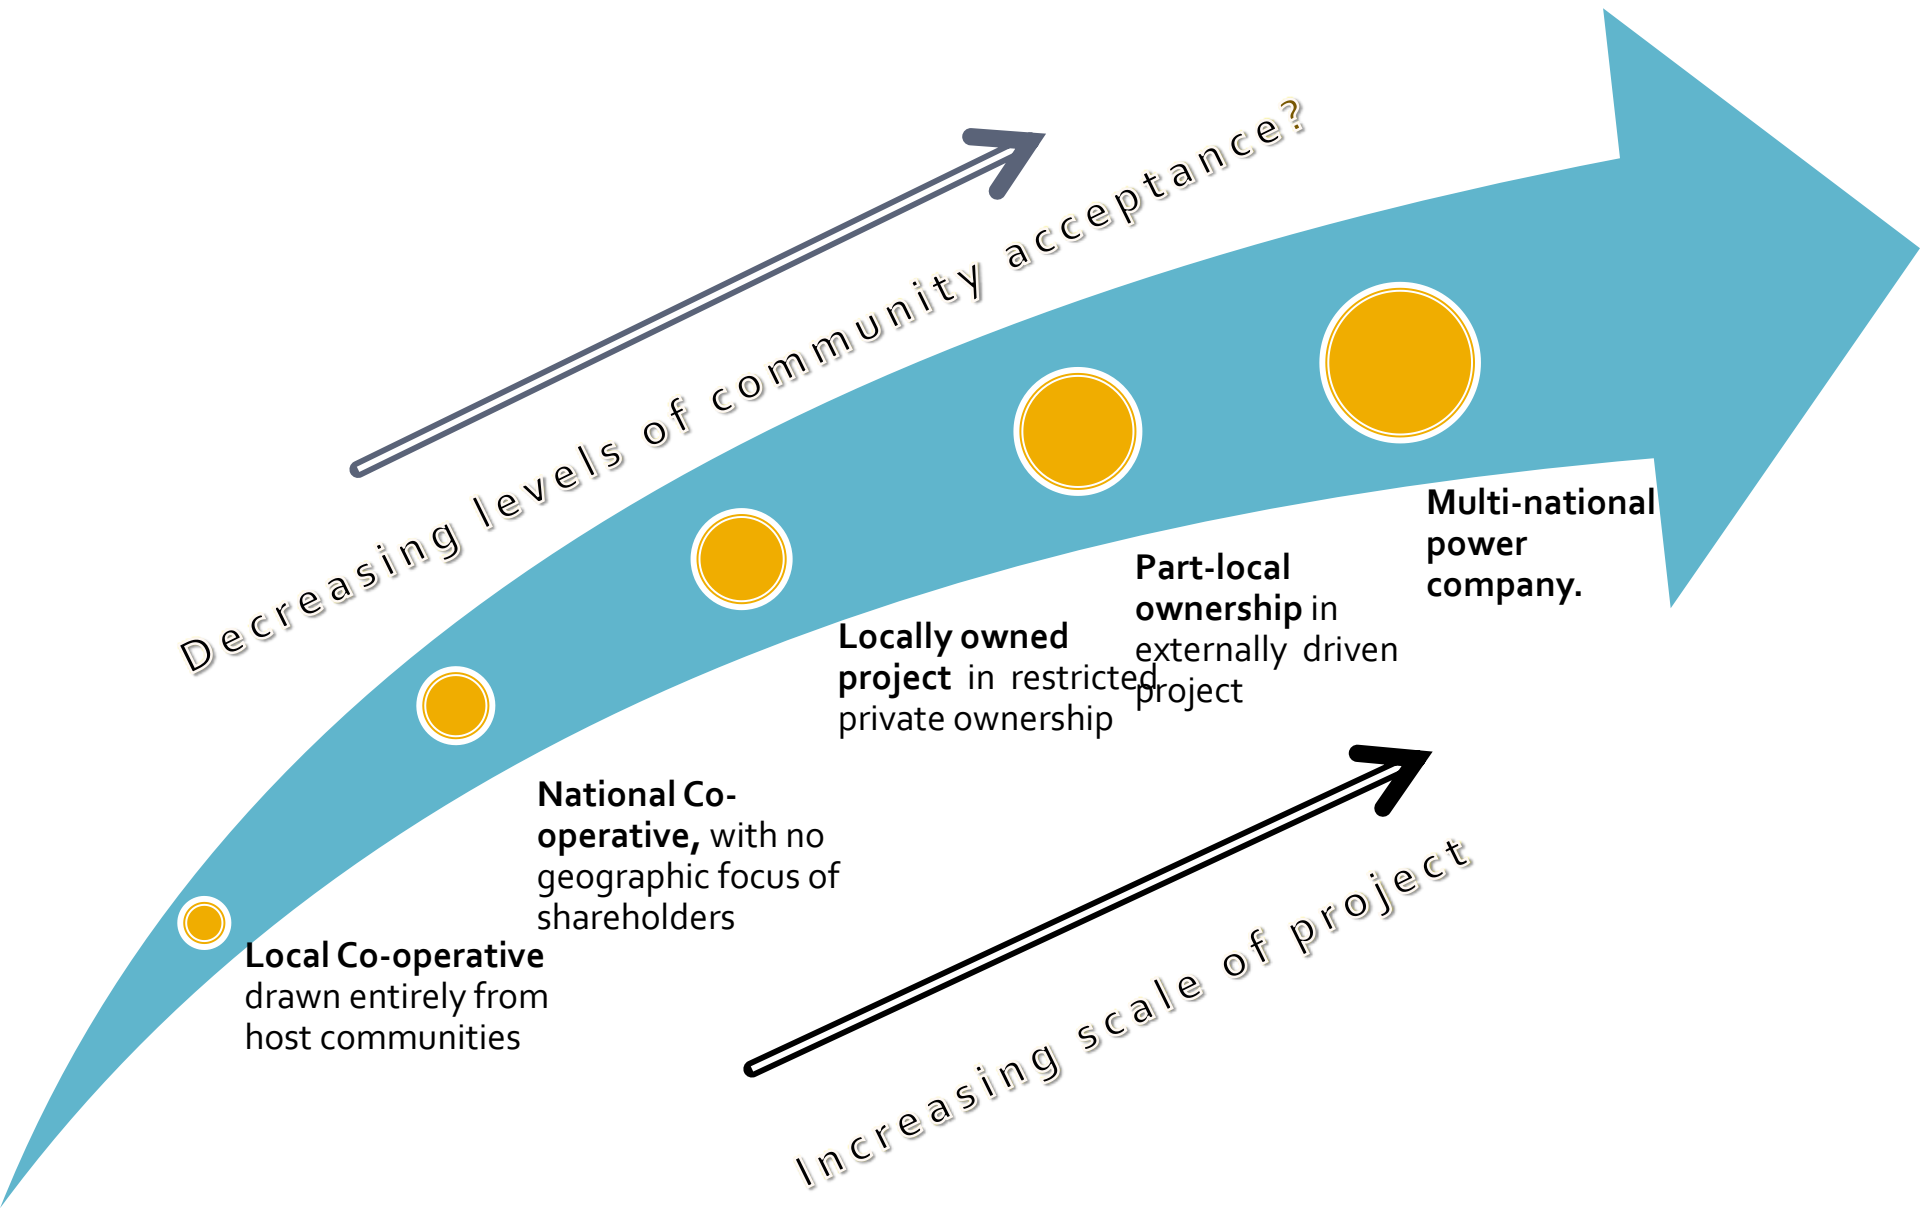 Decreasing levels of community acceptance?
Multi-national
power
company.
Part-local
ownership in
externally driven
project
Locally owned
project in restricted
private ownership
National Co-
operative, with no
geographic focus of
shareholders
Local Co-operative
drawn entirely from
host communities
Increasing scale of project